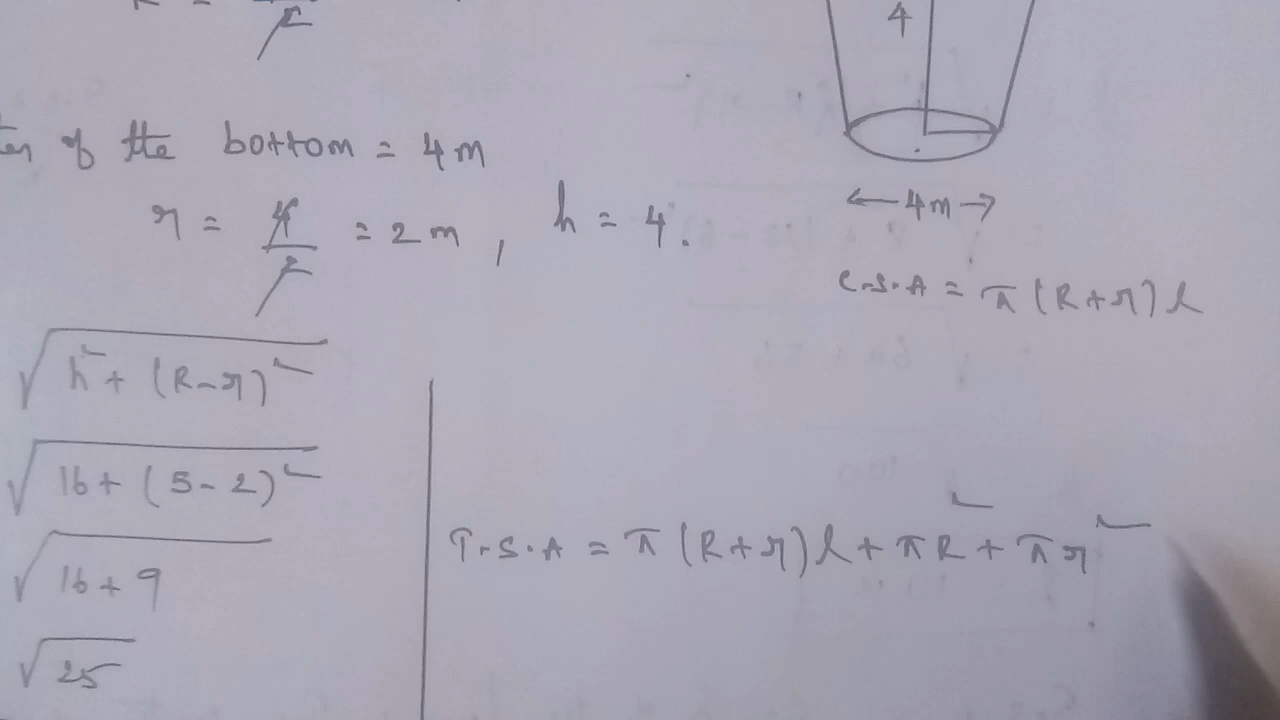 4
of the bottom = 4m
r = 4/2 = 2m, h = 4.
← 4m →
C.S.A = π (R+r) l
√h² + (R-r)²
√16 + (5-2)²
√16 + 9
√25
T.S.A = π (R+r) l + πR² + πr²